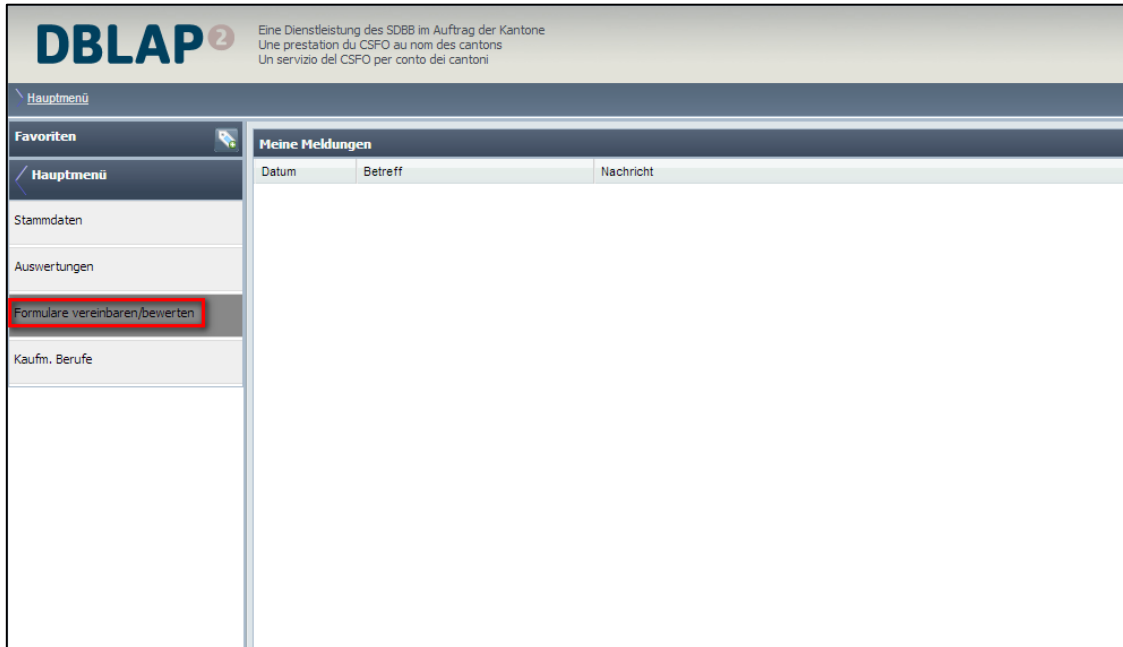 DBLAP2
Eine Dienstleistung des SDBB im Auftrag der Kantone
Une prestation du CSFO au nom des cantons
Un servizio del CSFO per conto dei cantoni
Hauptmenü
Favoriten
Hauptmenü
Stammdaten
Auswertungen
Formulare vereinbaren/bewerten
Kaufm. Berufe
Meine Meldungen
Datum Betreff Nachricht